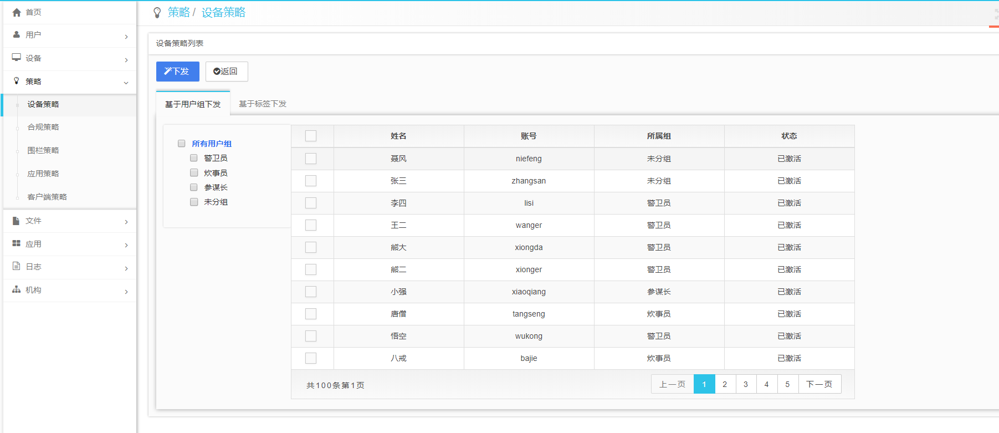 首页
用户
设备
策略
设备策略
合规策略
围栏策略
应用策略
客户端策略
文件
应用
日志
机构
策略 / 设备策略
设备策略列表
下发 返回
基于用户组下发 基于标签下发
所有用户组
警卫员
炊事员
参谋长
未分组
姓名 账号 所属组 状态
聂风 niefeng 未分组 已激活
张三 zhangsan 未分组 已激活
李四 lisi 警卫员 已激活
王二 wanger 警卫员 已激活
熊大 xiongda 警卫员 已激活
熊二 xionger 警卫员 已激活
小强 xiaoqiang 参谋长 已激活
唐僧 tangseng 炊事员 已激活
悟空 wukong 警卫员 已激活
八戒 bajie 炊事员 已激活
共100条第1页 上一页 1 2 3 4 5 下一页